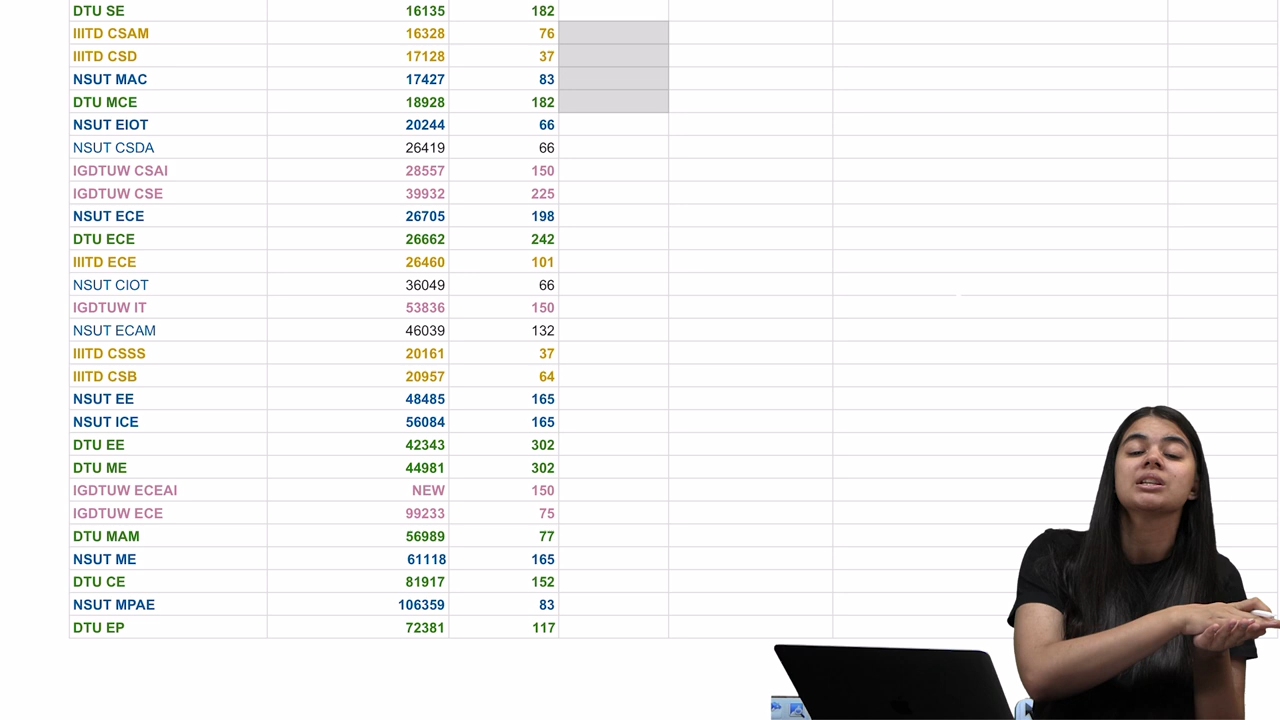 DTU SE 16135 182
IIITD CSAM 16328 76
IIITD CSD 17128 37
NSUT MAC 17427 83
DTU MCE 18928 182
NSUT EIOT 20244 66
NSUT CSDA 26419 66
IGDTUW CSAI 28557 150
IGDTUW CSE 39932 225
NSUT ECE 26705 198
DTU ECE 26662 242
IIITD ECE 26460 101
NSUT CIOT 36049 66
IGDTUW IT 53836 150
NSUT ECAM 46039 132
IIITD CSSS 20161 37
IIITD CSB 20957 64
NSUT EE 48485 165
NSUT ICE 56084 165
DTU EE 42343 302
DTU ME 44981 302
IGDTUW ECEAI NEW 150
IGDTUW ECE 99233 75
DTU MAM 56989 77
NSUT ME 61118 165
DTU CE 81917 152
NSUT MPAE 106359 83
DTU EP 72381 117